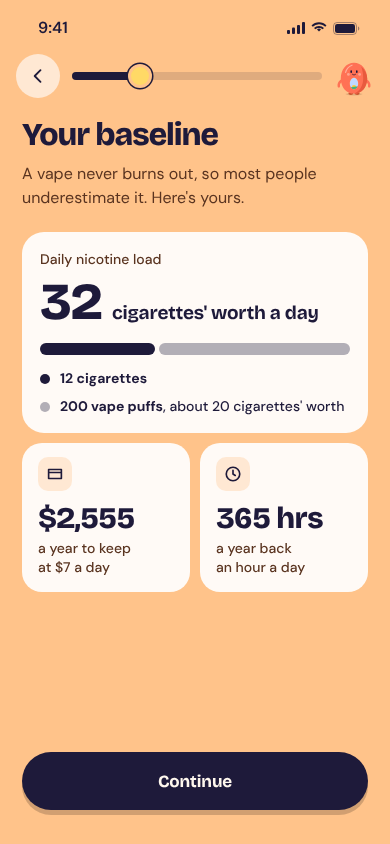 9:41
Your baseline
A vape never burns out, so most people
underestimate it. Here's yours.
Daily nicotine load
32 cigarettes' worth a day
12 cigarettes
200 vape puffs, about 20 cigarettes' worth
$2,555
a year to keep
at $7 a day
365 hrs
a year back
an hour a day
Continue